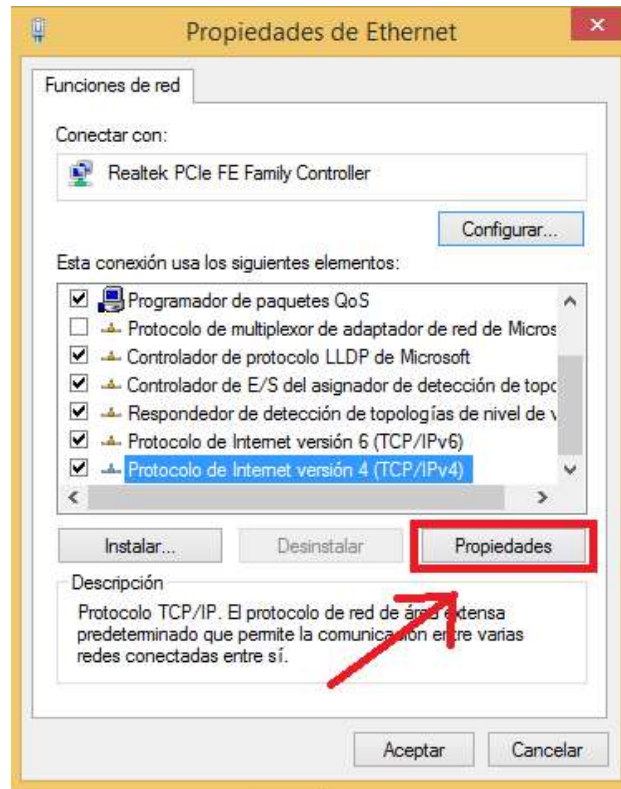 Propiedades de Ethernet
Funciones de red
Conectar con:
Realtek PCIe FE Family Controller
Configurar...
Esta conexión usa los siguientes elementos:
Programador de paquetes QoS
Protocolo de multiplexor de adaptador de red de Micros
Controlador de protocolo LLDP de Microsoft
Controlador de E/S del asignador de detección de topo
Respondedor de detección de topologías de nivel de v
Protocolo de Internet versión 6 (TCP/IPv6)
Protocolo de Internet versión 4 (TCP/IPv4)
Instalar... Desinstalar Propiedades
Descripción
Protocolo TCP/IP. El protocolo de red de área extensa
predeterminado que permite la comunicación entre varias
redes conectadas entre sí.
Aceptar Cancelar